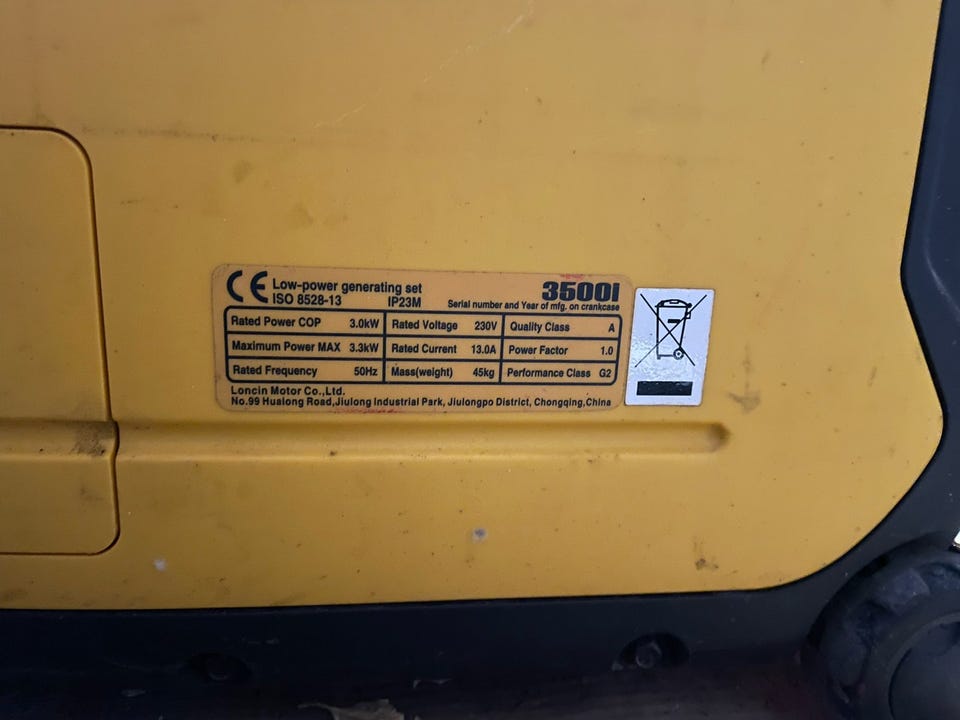 CE Low-power generating set 3500i
ISO 8528-13 IP23M Serial number and Year of mfg. on crankcase
Rated Power COP 3.0kW Rated Voltage 230V Quality Class A
Maximum Power MAX 3.3kW Rated Current 13.0A Power Factor 1.0
Rated Frequency 50Hz Mass(weight) 45kg Performance Class G2
Loncin Motor Co.,Ltd.
No.99 Hualong Road,Jiulong Industrial Park, Jiulongpo District, Chongqing,China